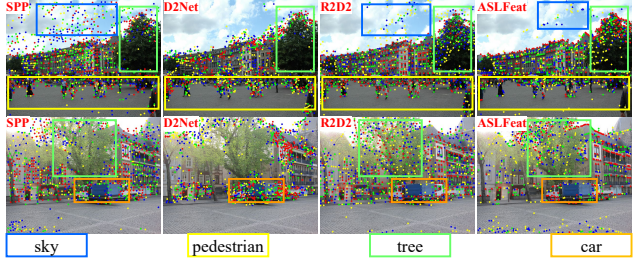 SPP D2Net R2D2 ASLFeat
SPP D2Net R2D2 ASLFeat
sky pedestrian tree car